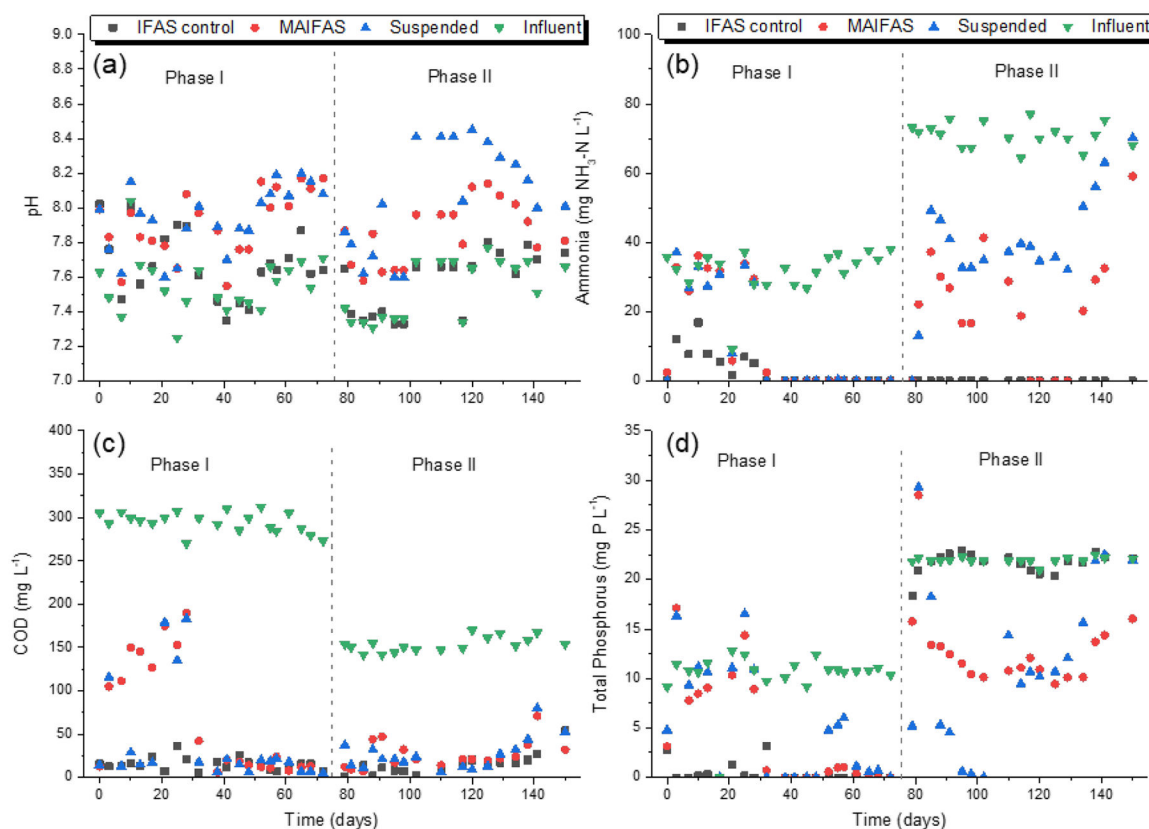 IFAS control MAIFAS Suspended Influent
(a)
Phase I
Phase II
9.0
8.8
8.6
8.4
8.2
8.0
7.8
7.6
7.4
7.2
7.0
pH
0 20 40 60 80 100 120 140
IFAS control MAIFAS Suspended Influent
(b)
Phase I
Phase II
100
80
60
40
20
0
Ammonia (mg NH₃-N L⁻¹)
0 20 40 60 80 100 120 140
(c)
Phase I
Phase II
400
350
300
250
200
150
100
50
0
COD (mg L⁻¹)
0 20 40 60 80 100 120 140
Time (days)
(d)
Phase I
Phase II
35
30
25
20
15
10
5
0
Total Phosphorus (mg P L⁻¹)
0 20 40 60 80 100 120 140
Time (days)